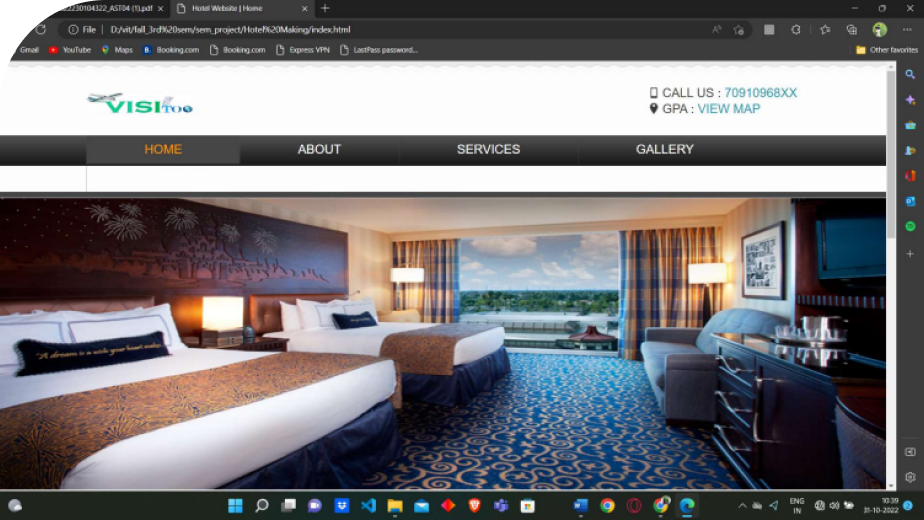 2230104322_AST04 (1).pdf
Hotel Website | Home
File | D:/vit/fall_3rd%20sem/sem_project/Hotel%20Making/index.html
Gmail YouTube Maps Booking.com Booking.com Express VPN LastPass password... Other favorites
VISI TOO
CALL US : 70910968XX
GPA : VIEW MAP
HOME ABOUT SERVICES GALLERY
"A dream is a wish your heart makes
ENG
IN
10:39
31-10-2022